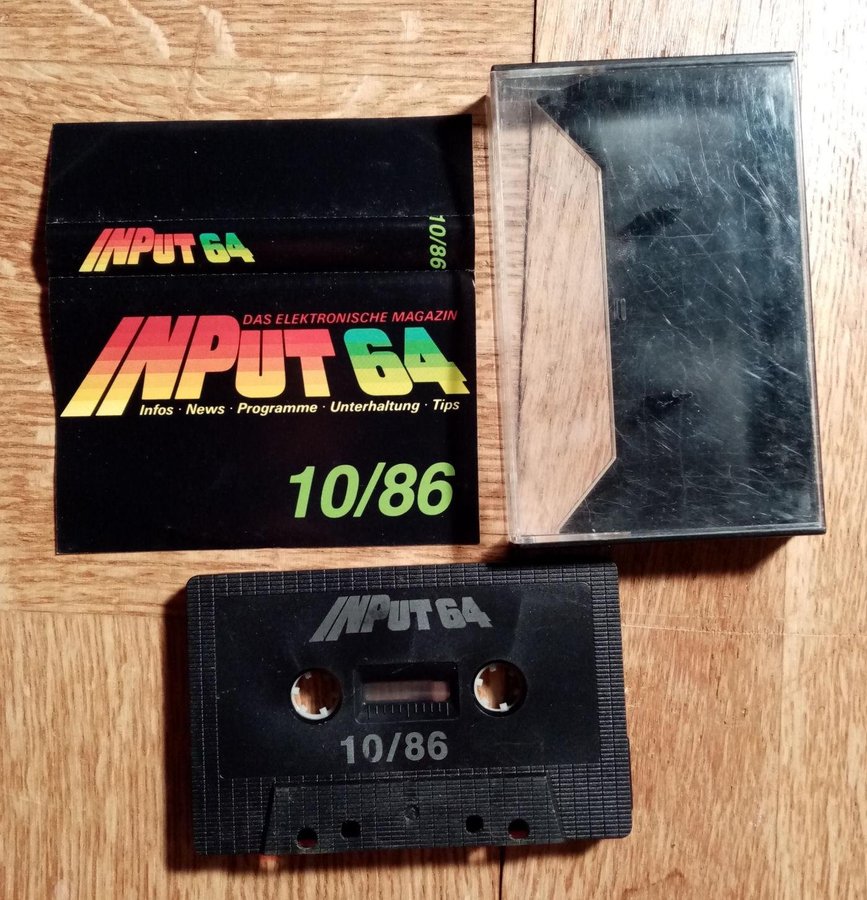 INPUT 64
10/86
DAS ELEKTRONISCHE MAGAZIN
INPUT 64
Infos · News · Programme · Unterhaltung · Tips
10/86
INPUT 64
10/86